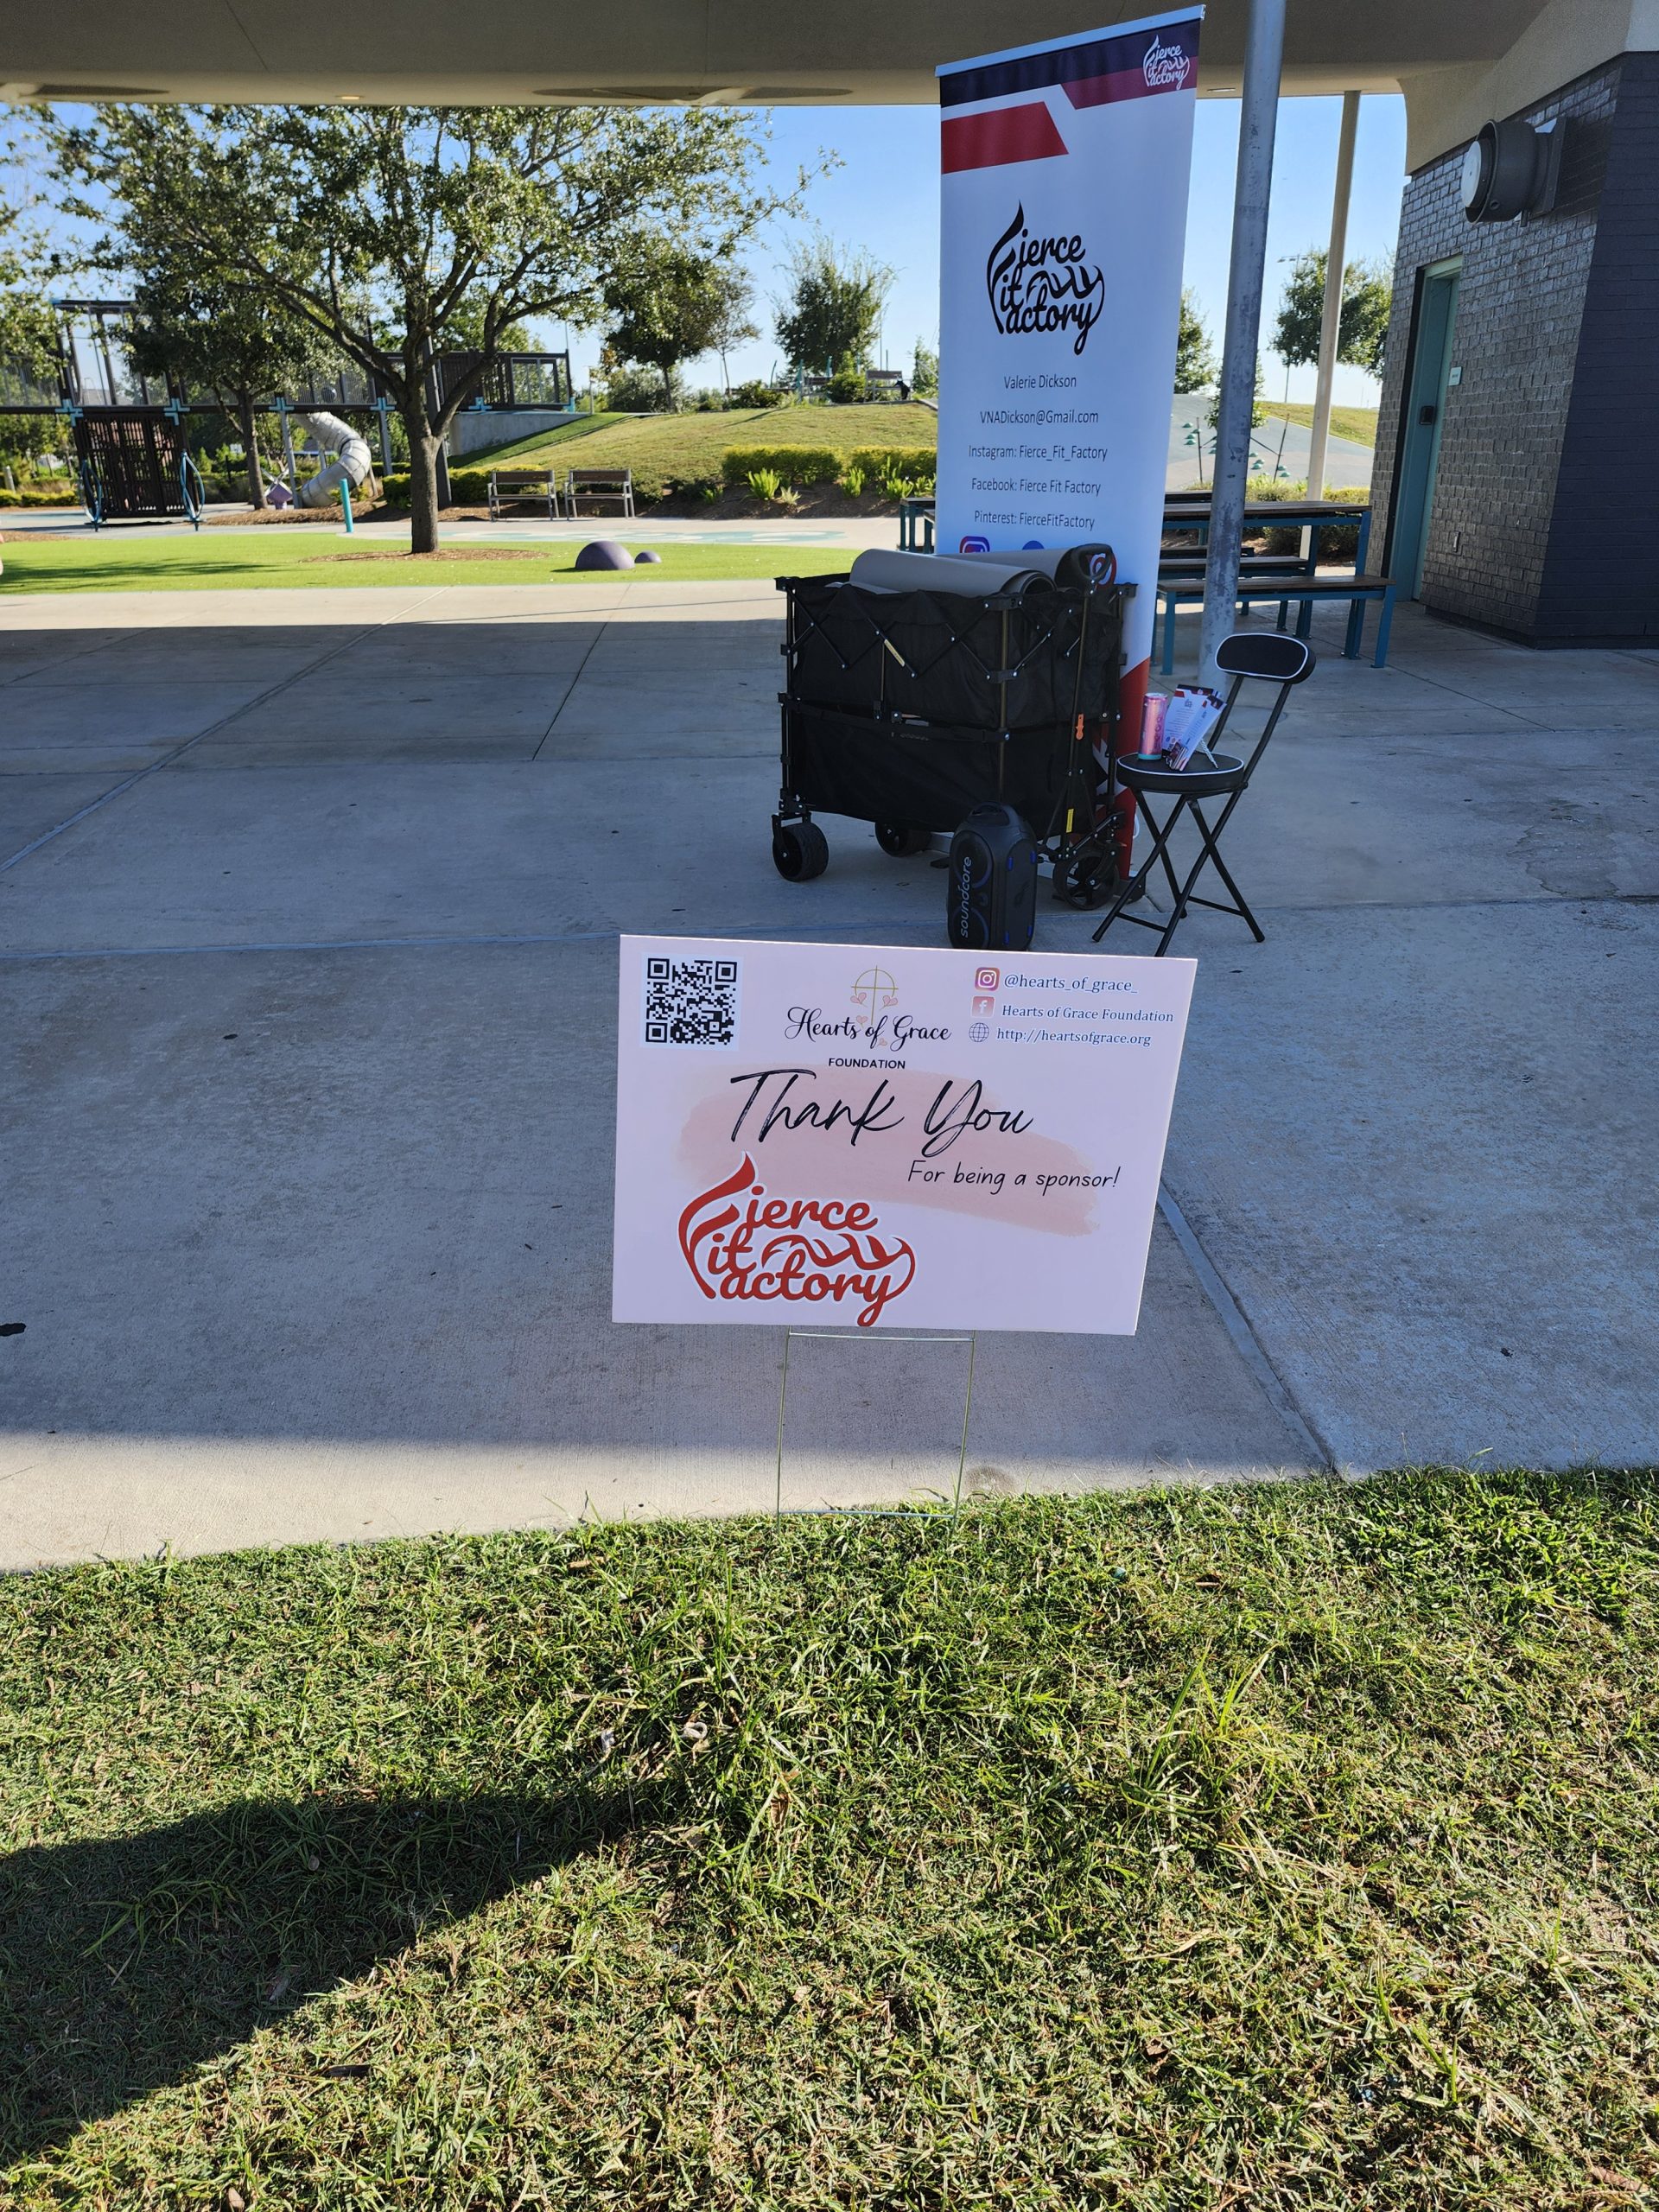 Fierce
Fit
Factory
Fierce
Fit
Factory
Valerie Dickson
VNADickson@Gmail.com
Instagram: Fierce_Fit_Factory
Facebook: Fierce Fit Factory
Pinterest: FierceFitFactory
soundcore
@hearts_of_grace_
Hearts of Grace Foundation
http://heartsofgrace.org
Hearts of Grace
FOUNDATION
Thank You
For being a sponsor!
Fierce
Fit
Factory